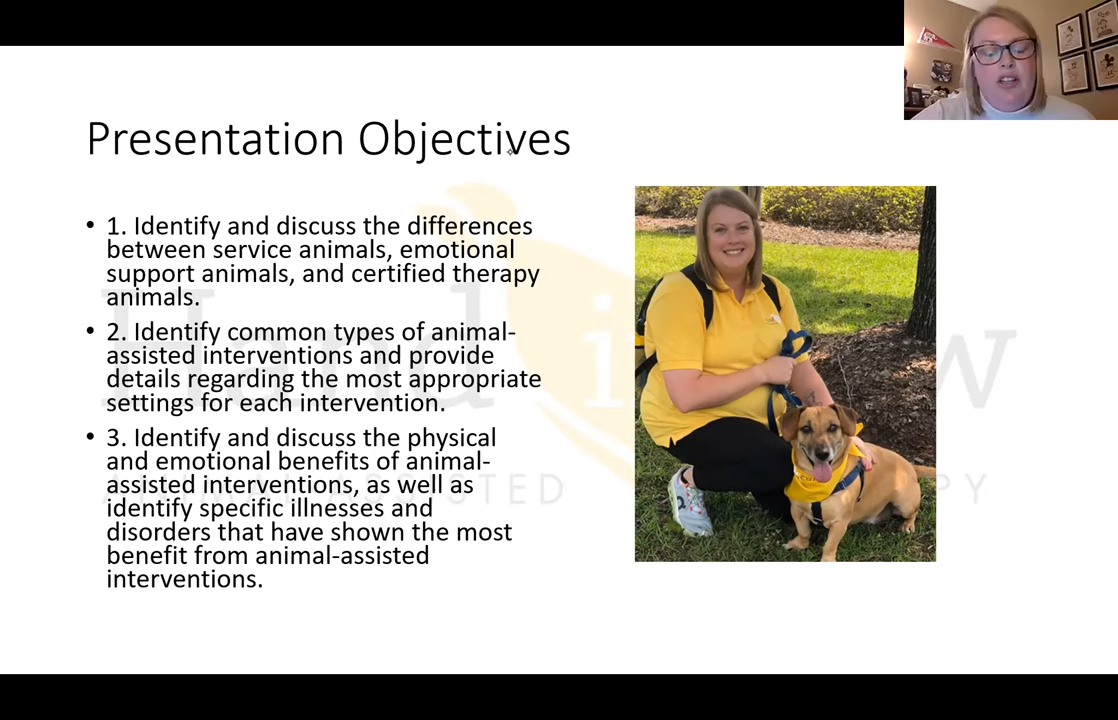 Presentation Objectives
• 1. Identify and discuss the differences
between service animals, emotional
support animals, and certified therapy
animals.
• 2. Identify common types of animal-
assisted interventions and provide
details regarding the most appropriate
settings for each intervention.
• 3. Identify and discuss the physical
and emotional benefits of animal-
assisted interventions, as well as
identify specific illnesses and
disorders that have shown the most
benefit from animal-assisted
interventions.